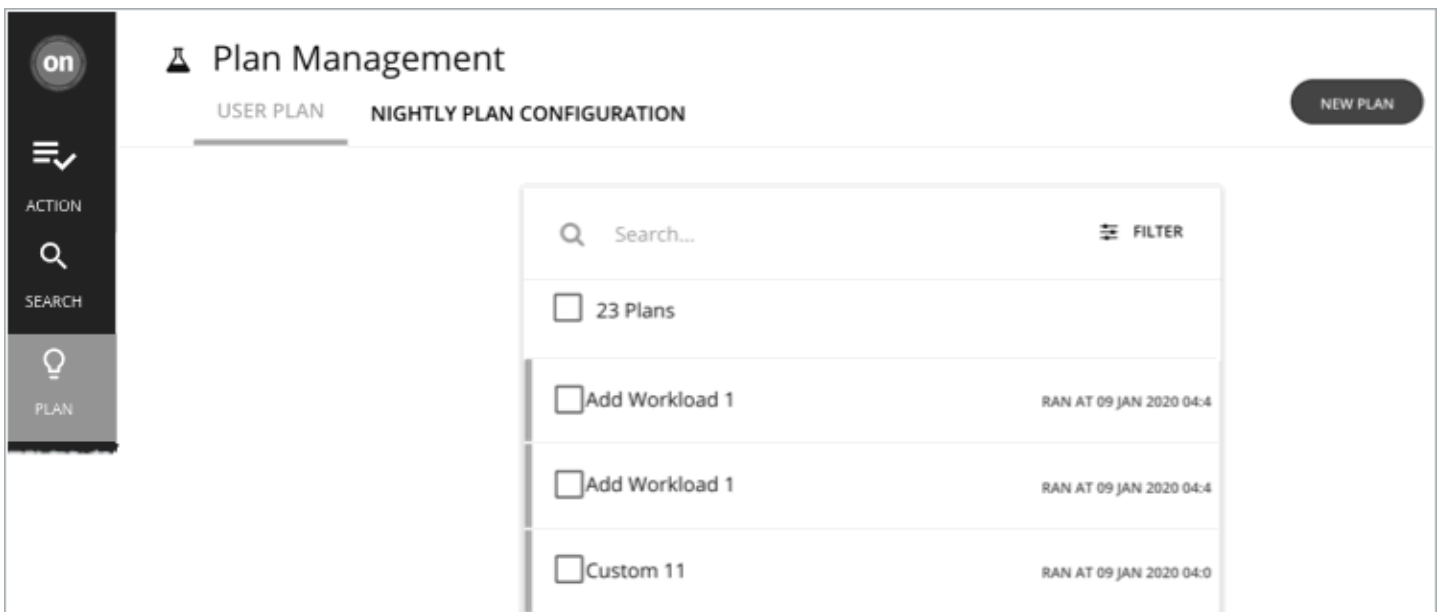 on
Plan Management
USER PLAN NIGHTLY PLAN CONFIGURATION
NEW PLAN
ACTION
SEARCH
PLAN
Search... FILTER
23 Plans
Add Workload 1 RAN AT 09 JAN 2020 04:4
Add Workload 1 RAN AT 09 JAN 2020 04:4
Custom 11 RAN AT 09 JAN 2020 04:0